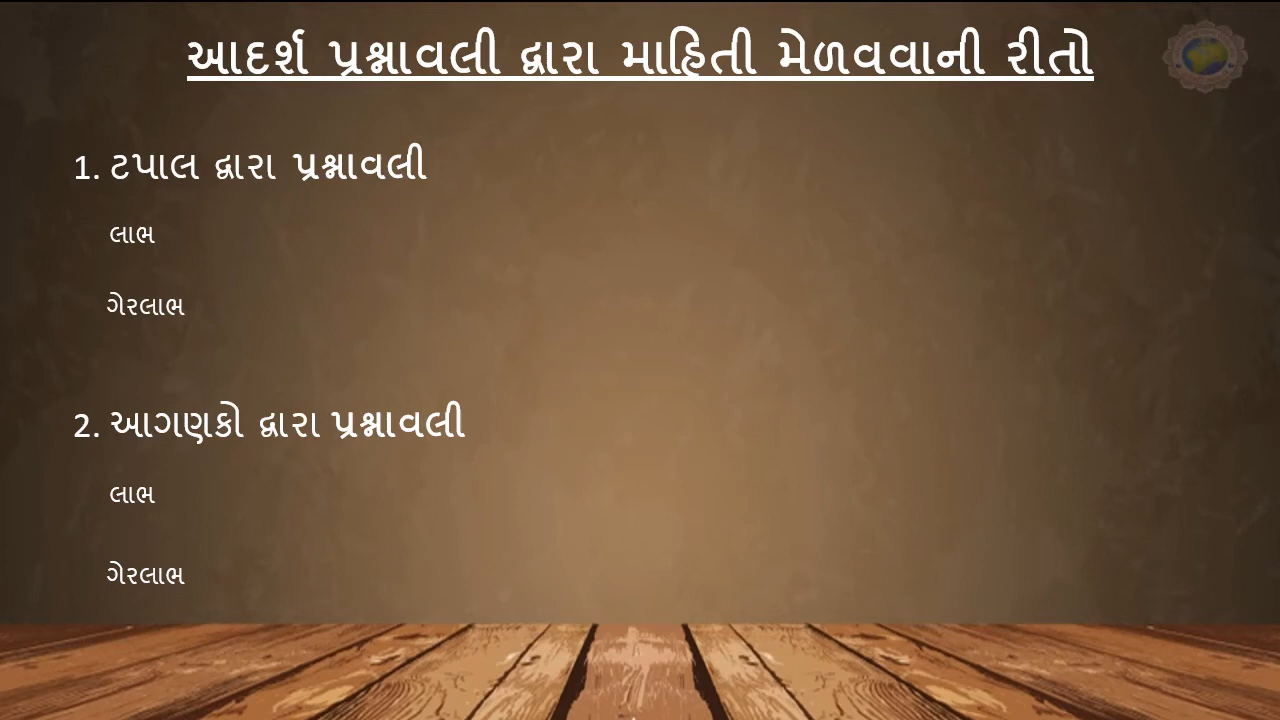 આદર્શ પ્રશ્નાવલી દ્વારા માહિતી મેળવવાની રીતો
1. ટપાલ દ્વારા પ્રશ્નાવલી
લાભ
ગેરલાભ
2. આગણકો દ્વારા પ્રશ્નાવલી
લાભ
ગેરલાભ